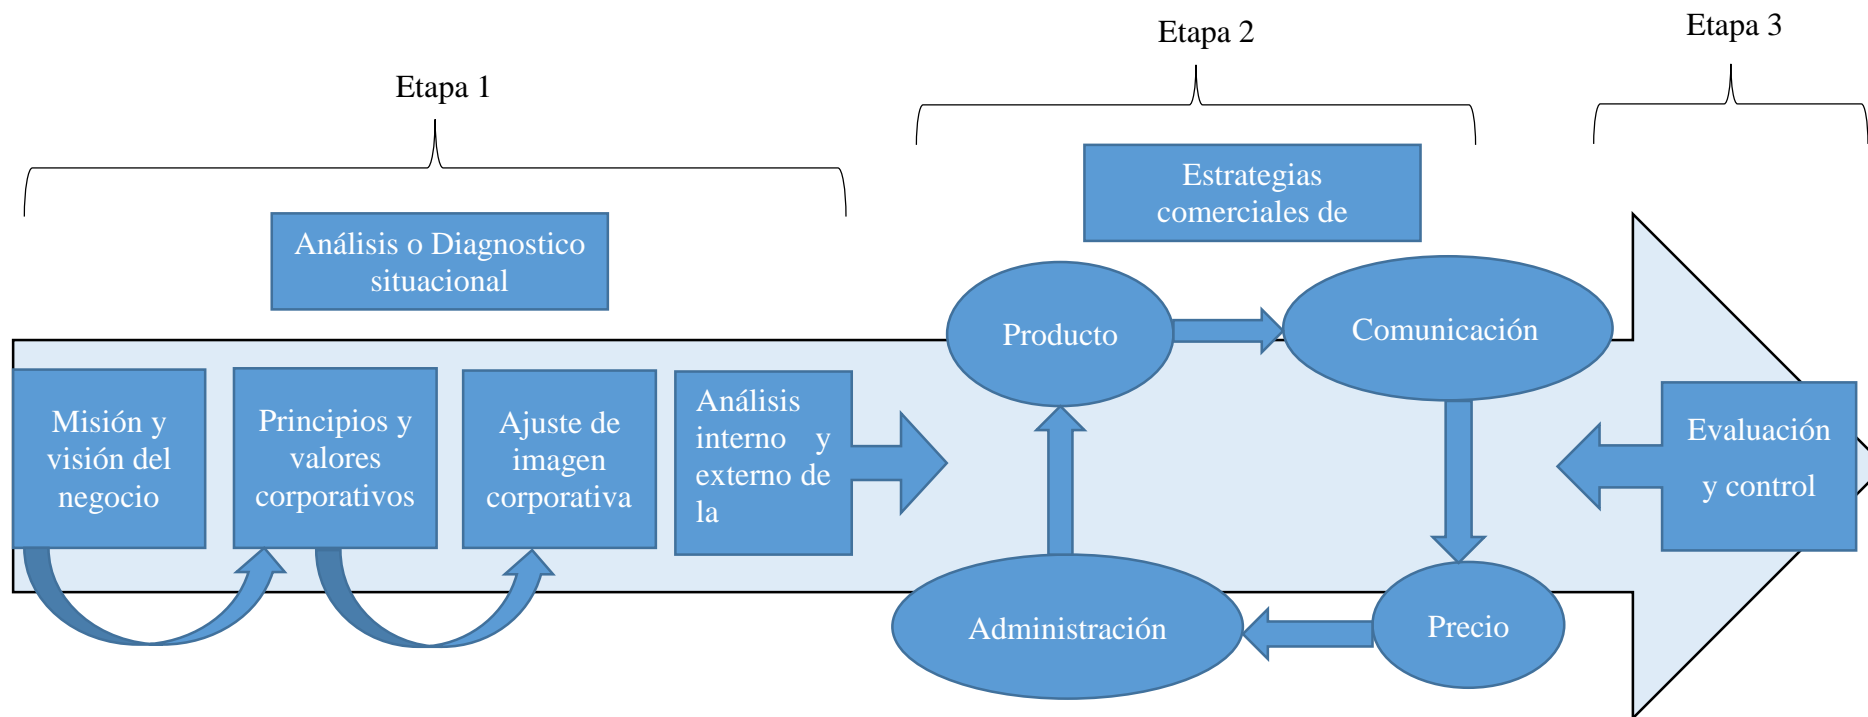 Etapa 1
Etapa 2
Etapa 3
Análisis o Diagnostico
situacional
Estrategias
comerciales de
Misión y
visión del
negocio
Principios y
valores
corporativos
Ajuste de
imagen
corporativa
Análisis
interno y
externo de
la
Producto
Comunicación
Administración
Precio
Evaluación
y control